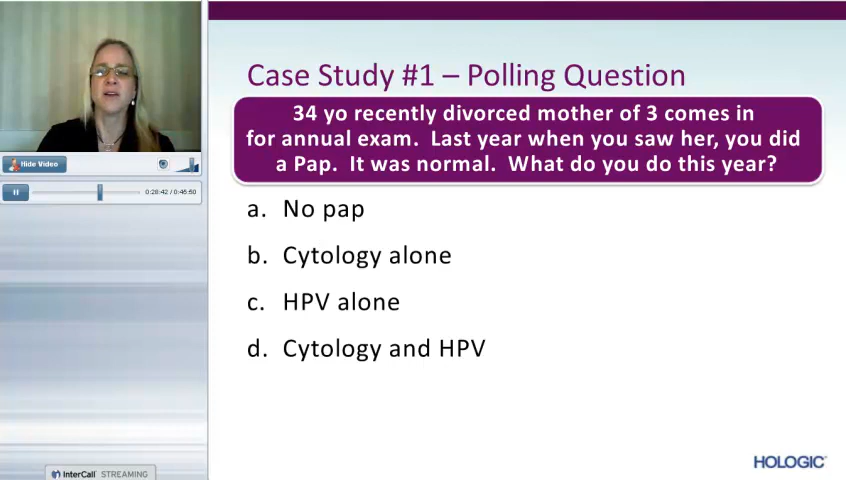 Case Study #1 – Polling Question
34 yo recently divorced mother of 3 comes in
for annual exam. Last year when you saw her, you did
a Pap. It was normal. What do you do this year?
a. No pap
b. Cytology alone
c. HPV alone
d. Cytology and HPV
Hide Video
0:28:42 / 0:46:50
InterCall STREAMING
HOLOGIC